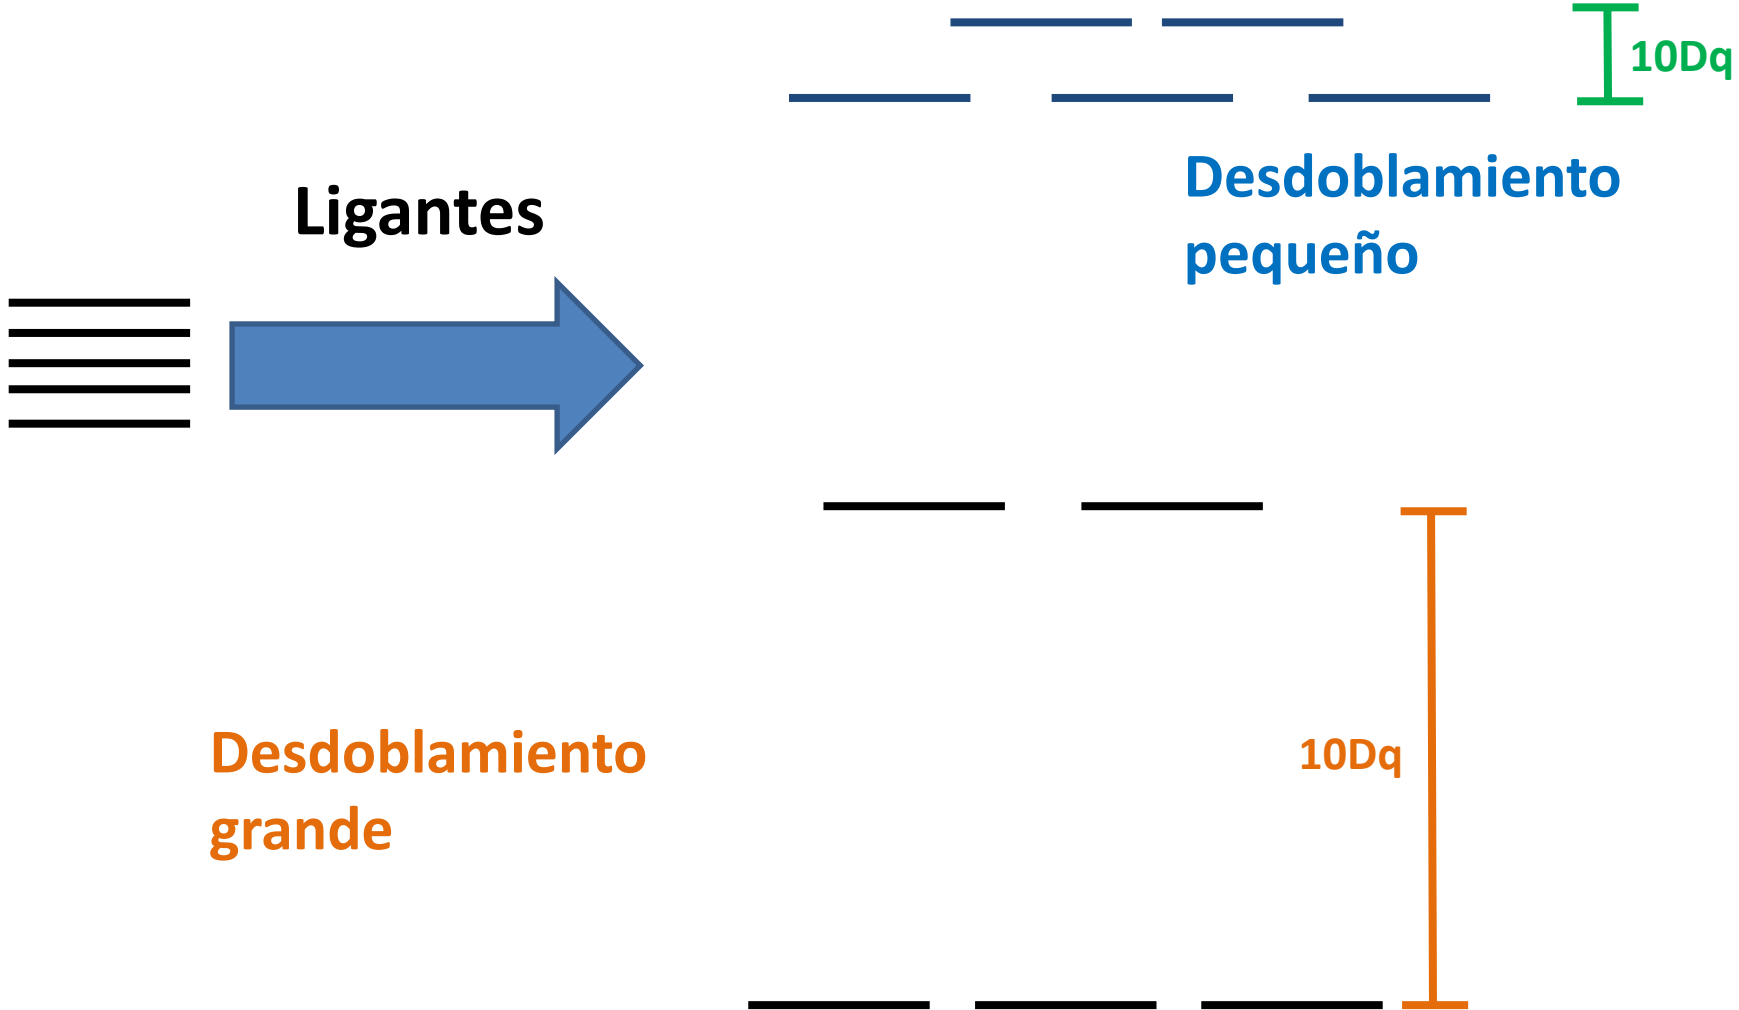 10Dq
Desdoblamiento
pequeño
Ligantes
Desdoblamiento
grande
10Dq